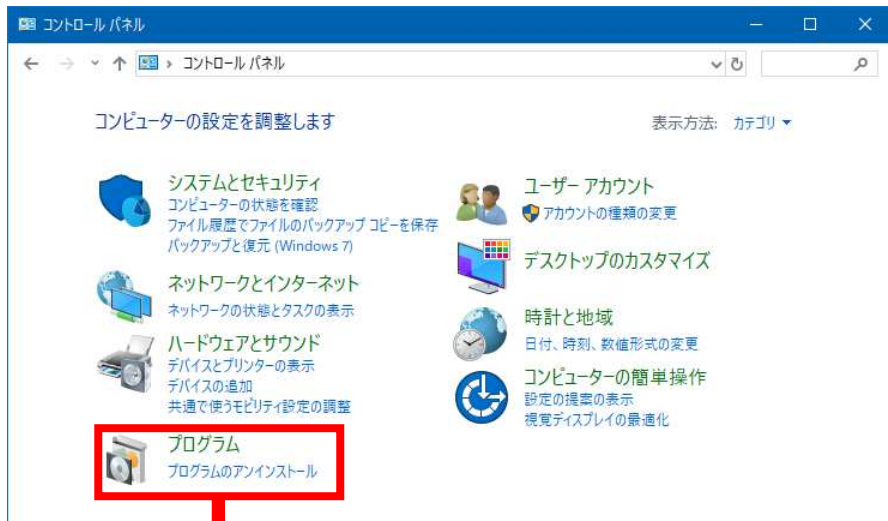 コントロール パネル
コントロール パネル
コンピューターの設定を調整します
表示方法: カテゴリ
システムとセキュリティ
コンピューターの状態を確認
ファイル履歴でファイルのバックアップ コピーを保存
バックアップと復元 (Windows 7)
ネットワークとインターネット
ネットワークの状態とタスクの表示
ハードウェアとサウンド
デバイスとプリンターの表示
デバイスの追加
共通で使うモビリティ設定の調整
プログラム
プログラムのアンインストール
ユーザー アカウント
アカウントの種類の変更
デスクトップのカスタマイズ
時計と地域
日付、時刻、数値形式の変更
コンピューターの簡単操作
設定の提案の表示
視覚ディスプレイの最適化